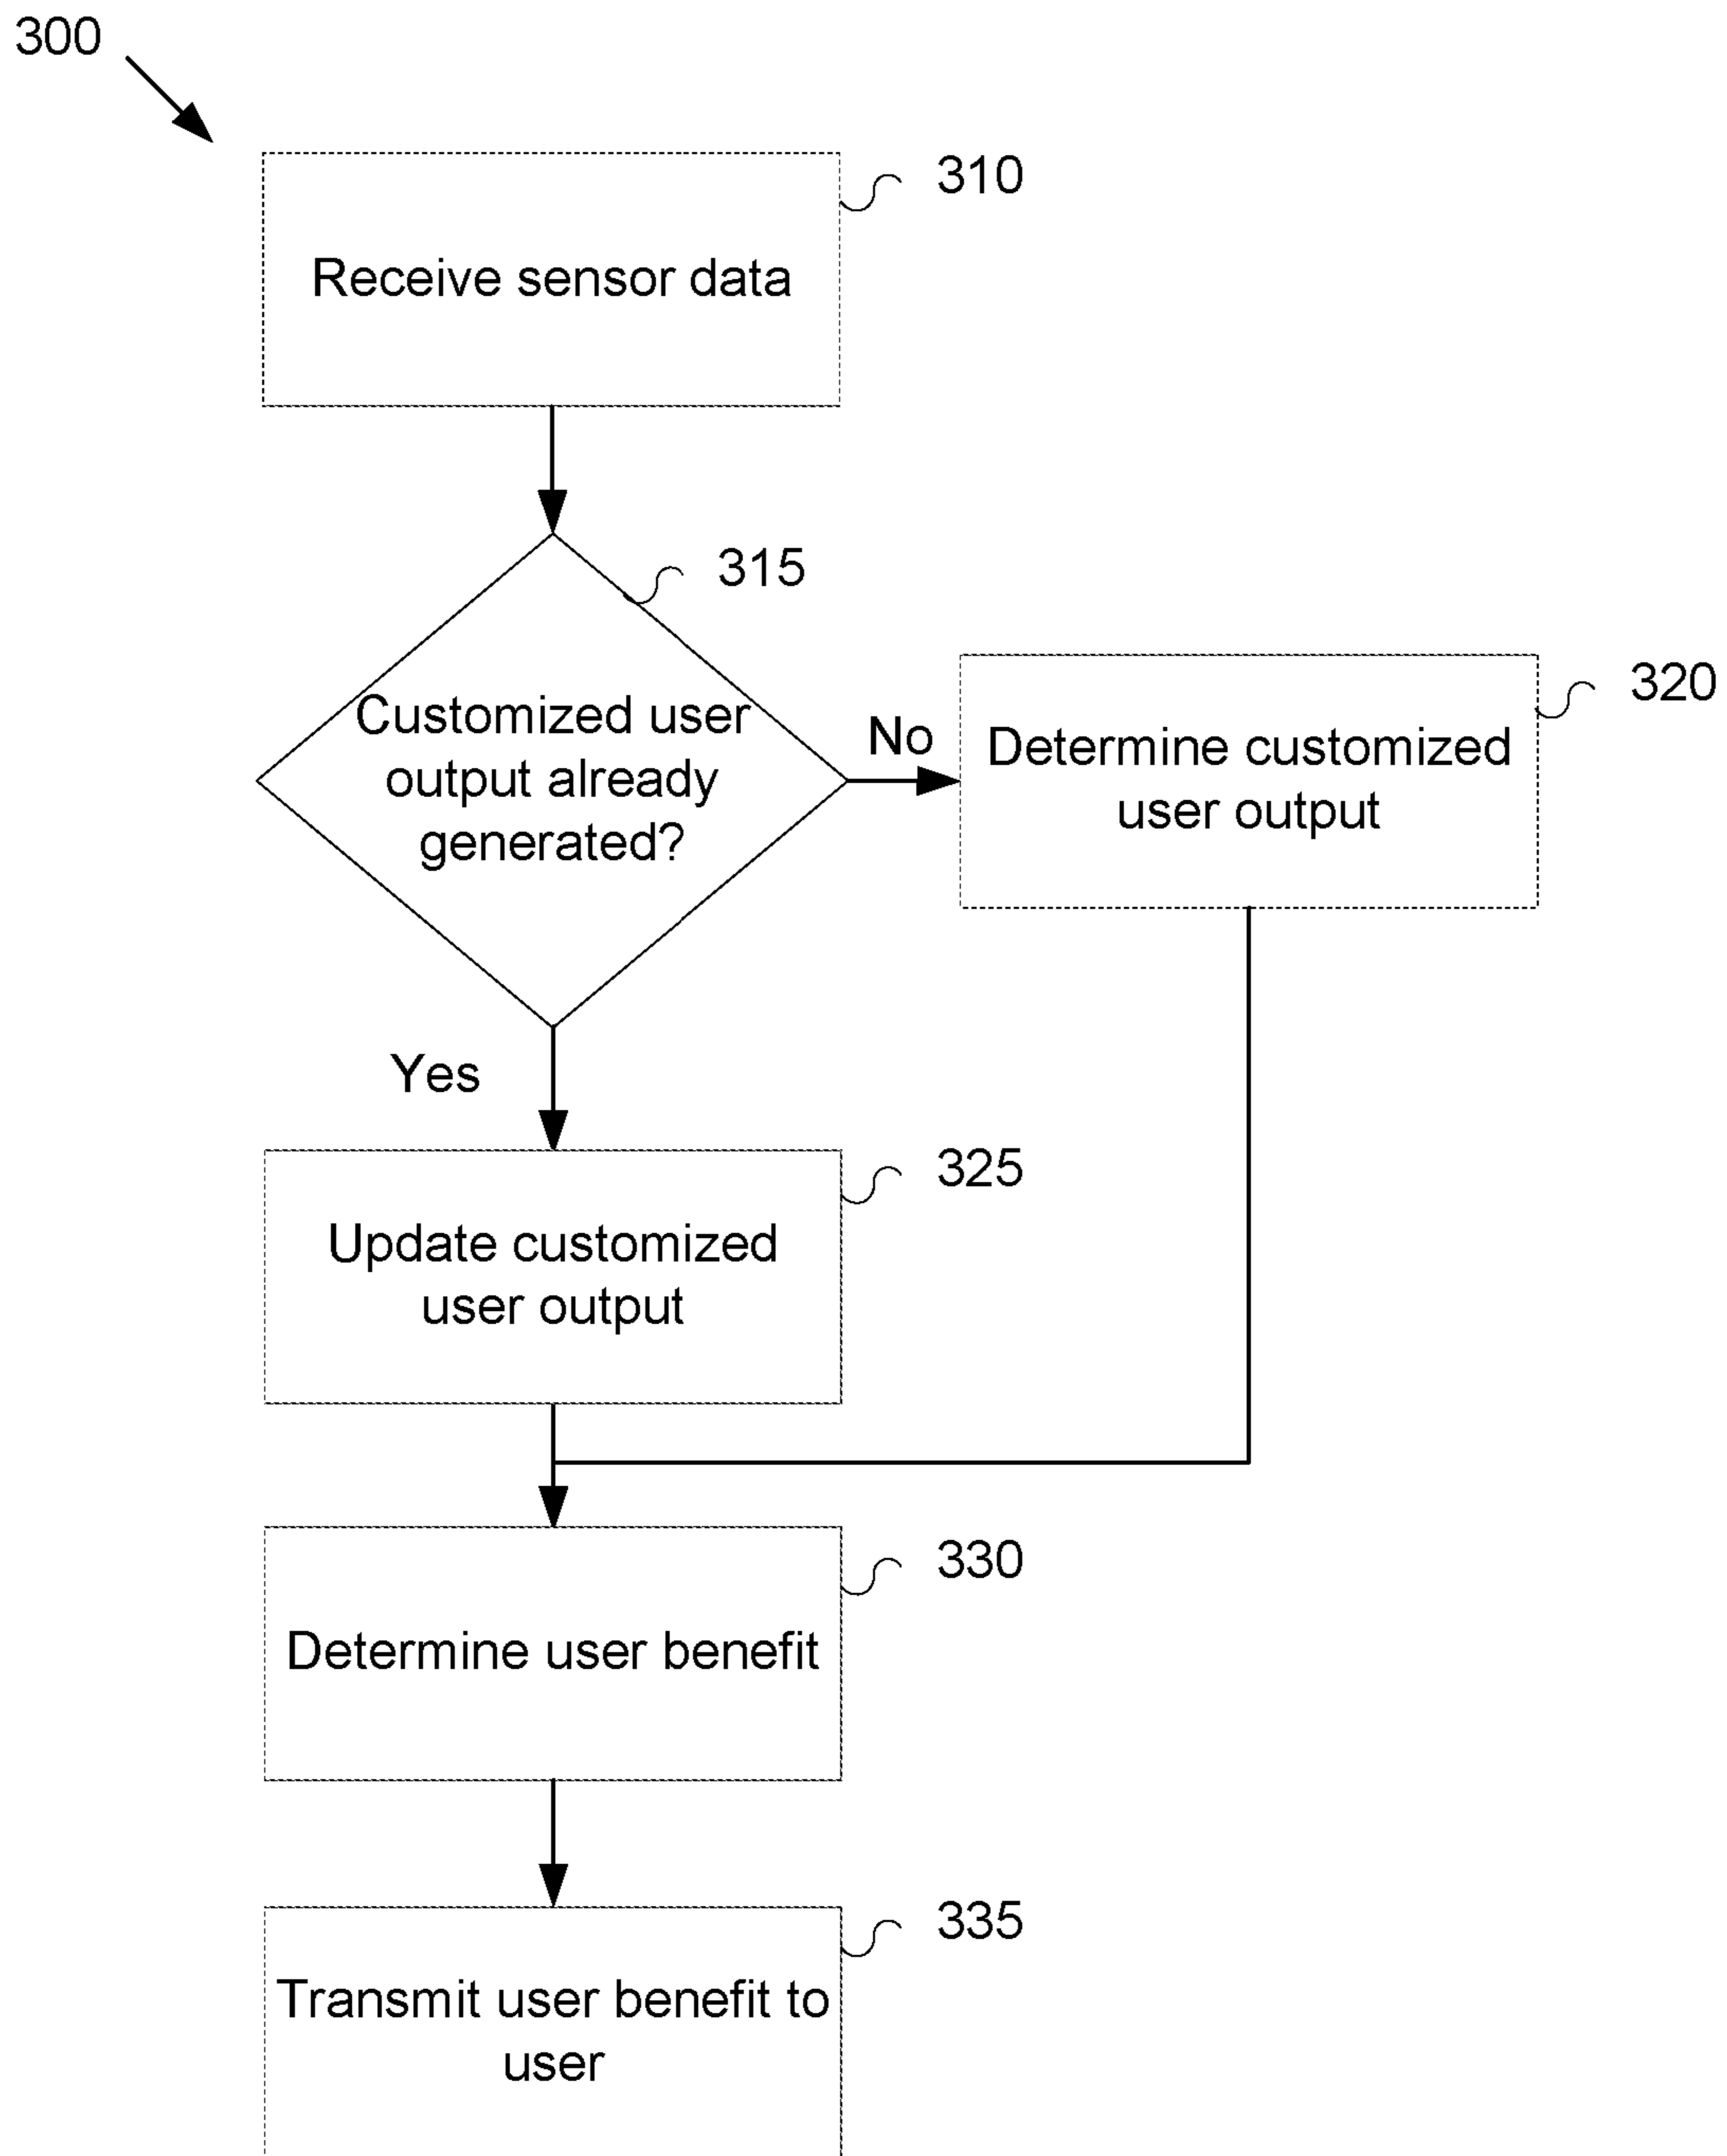 300
310
Receive sensor data
315
Customized user
output already
generated?
No
320
Determine customized
user output
Yes
325
Update customized
user output
330
Determine user benefit
335
Transmit user benefit to
user